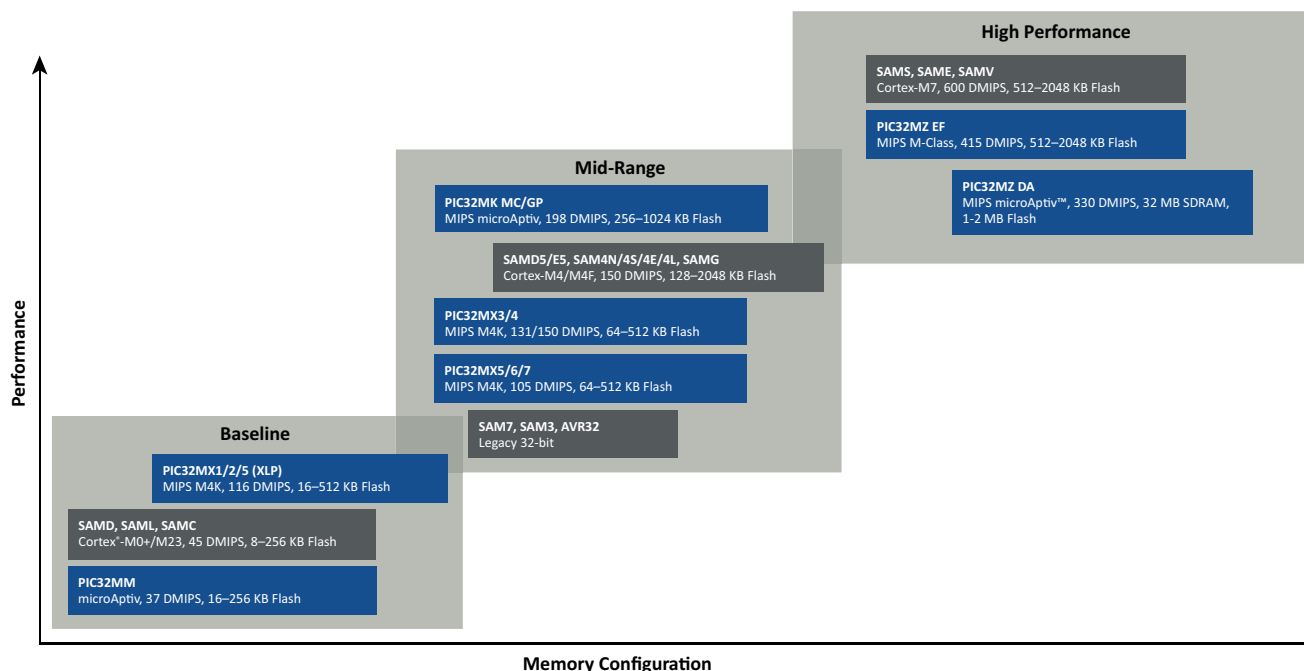 High Performance
SAMS, SAME, SAMV
Cortex-M7, 600 DMIPS, 512–2048 KB Flash
PIC32MZ EF
MIPS M-Class, 415 DMIPS, 512–2048 KB Flash
PIC32MZ DA
MIPS microAptiv™, 330 DMIPS, 32 MB SDRAM,
1-2 MB Flash
Mid-Range
PIC32MK MC/GP
MIPS microAptiv, 198 DMIPS, 256–1024 KB Flash
SAMD5/E5, SAM4N/4S/4E/4L, SAMG
Cortex-M4/M4F, 150 DMIPS, 128–2048 KB Flash
PIC32MX3/4
MIPS M4K, 131/150 DMIPS, 64–512 KB Flash
PIC32MX5/6/7
MIPS M4K, 105 DMIPS, 64–512 KB Flash
SAM7, SAM3, AVR32
Legacy 32-bit
Baseline
PIC32MX1/2/5 (XLP)
MIPS M4K, 116 DMIPS, 16–512 KB Flash
SAMD, SAML, SAMC
Cortex®-M0+/M23, 45 DMIPS, 8–256 KB Flash
PIC32MM
microAptiv, 37 DMIPS, 16–256 KB Flash
Performance
Memory Configuration